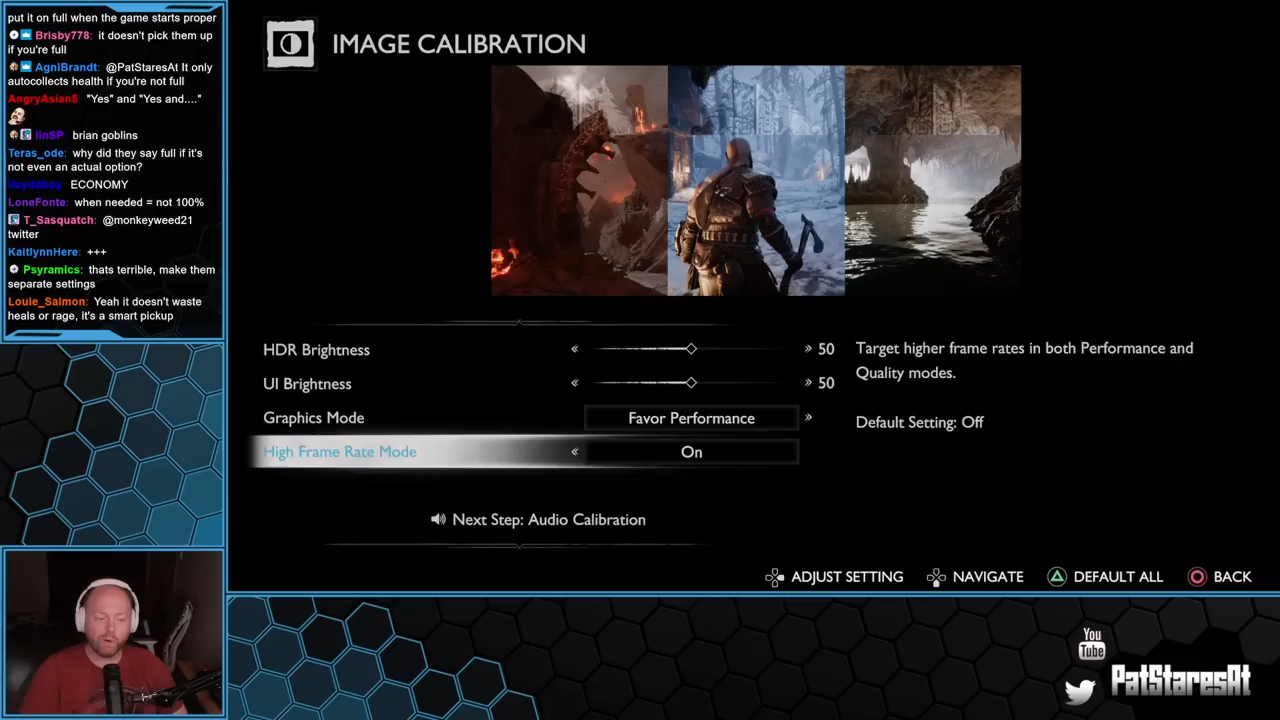 put it on full when the game starts proper
Brisby778: it doesn't pick them up
if you're full
AgniBrandt: @PatStaresAt It only
autocollects health if you're not full
AngryAsian5: "Yes" and "Yes and...."
linSP: brian goblins
Teras_ode: why did they say full if it's
not even an actual option?
ECONOMY
LoneFonte: when needed = not 100%
T_Sasquatch: @monkeyweed21
twitter
KaitlynnHere: +++
Psyramics: thats terrible, make them
separate settings
Louie_Salmon: Yeah it doesn't waste
heals or rage, it's a smart pickup
IMAGE CALIBRATION
HDR Brightness
50
UI Brightness
50
Graphics Mode
Favor Performance
High Frame Rate Mode
On
Target higher frame rates in both Performance and
Quality modes.
Default Setting: Off
Next Step: Audio Calibration
ADJUST SETTING
NAVIGATE
DEFAULT ALL
BACK
You
Tube
PatStaresAt